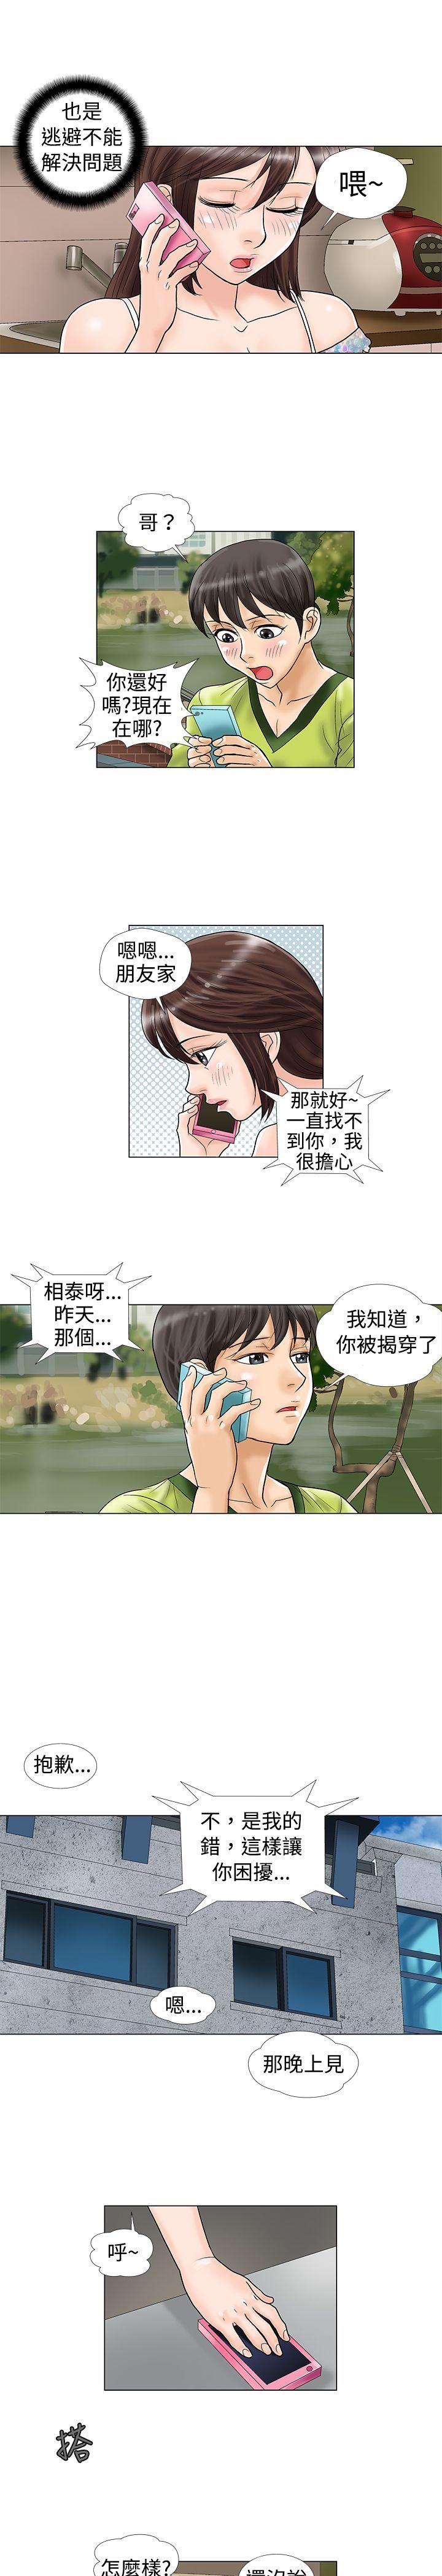 也是
逃避不能
解決問題
喂~
哥？
你還好
嗎?現在
在哪?
嗯嗯...
朋友家
那就好~
一直找不
到你，我
很擔心
相泰呀...
昨天...
那個...
我知道，
你被揭穿了
抱歉...
不，是我的
錯，這樣讓
你困擾...
嗯...
那晚上見
呼~
搭
怎麼樣?
還沒說